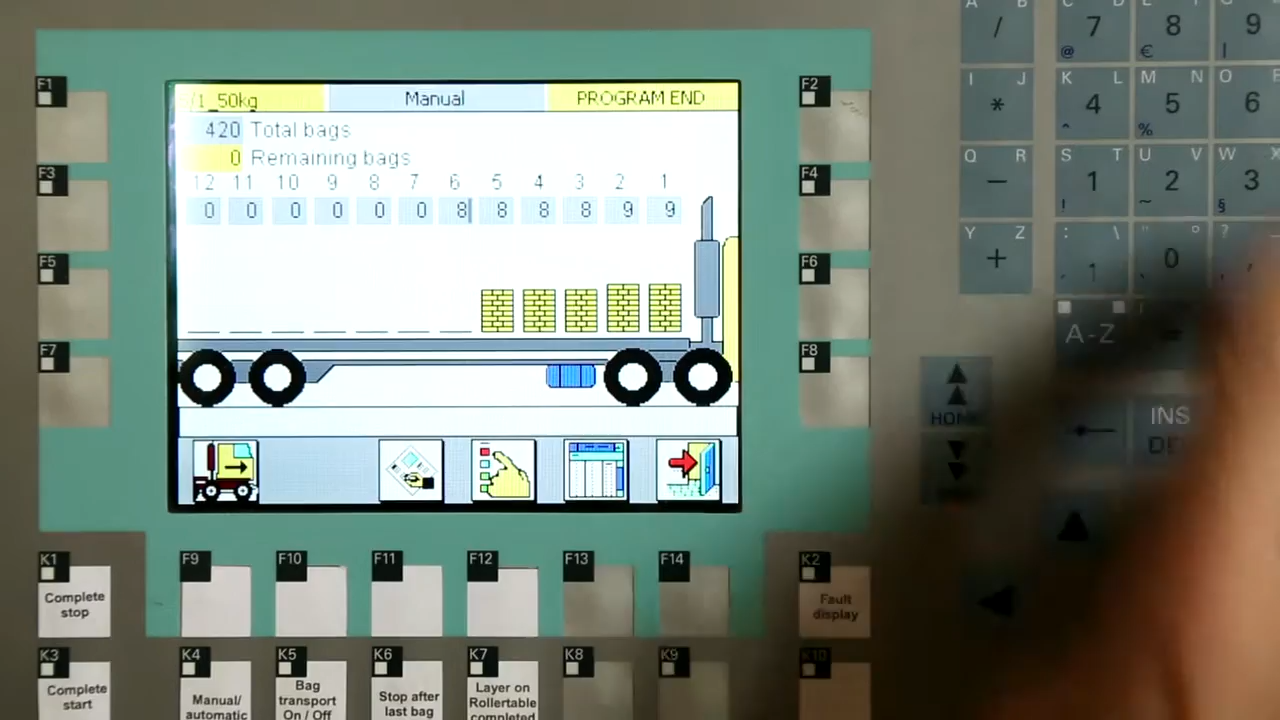 /1_50kg Manual PROGRAM END
420 Total bags
0 Remaining bags
12 11 10 9 8 7 6 5 4 3 2 1
0 0 0 0 0 0 8 8 8 8 9 9
F1
F2
F3
F4
F5
F6
F7
F8
K1
Complete
stop
F9 F10 F11 F12 F13 F14
K2
Fault
display
K3
Complete
start
K4
Manual/
automatic
K5
Bag
transport
On / Off
K6
Stop after
last bag
K7
Layer on
Rollertable
completed
K8
K9
K10
A B
/
C D
7
@
E
8
€
9
I J
*
K L
4
^
M N
5
%
O
6
Q R
–
S T
1
!
U V
2
~
W X
3
§
Y Z
+
: \
" °
0
?
A-Z
=
HOME
INS